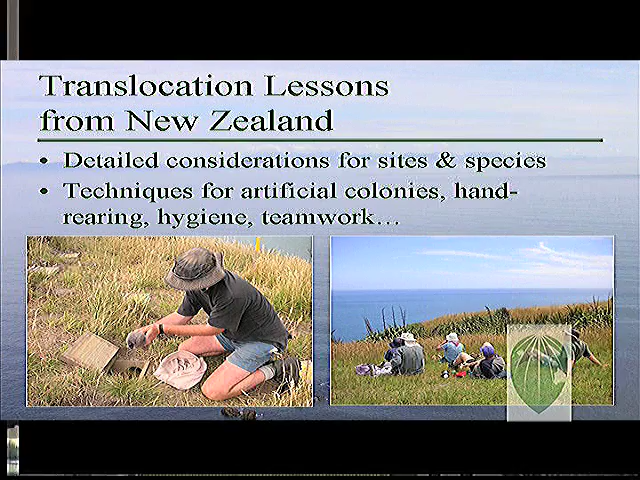 Translocation Lessons
from New Zealand
• Detailed considerations for sites & species
• Techniques for artificial colonies, hand-
rearing, hygiene, teamwork…